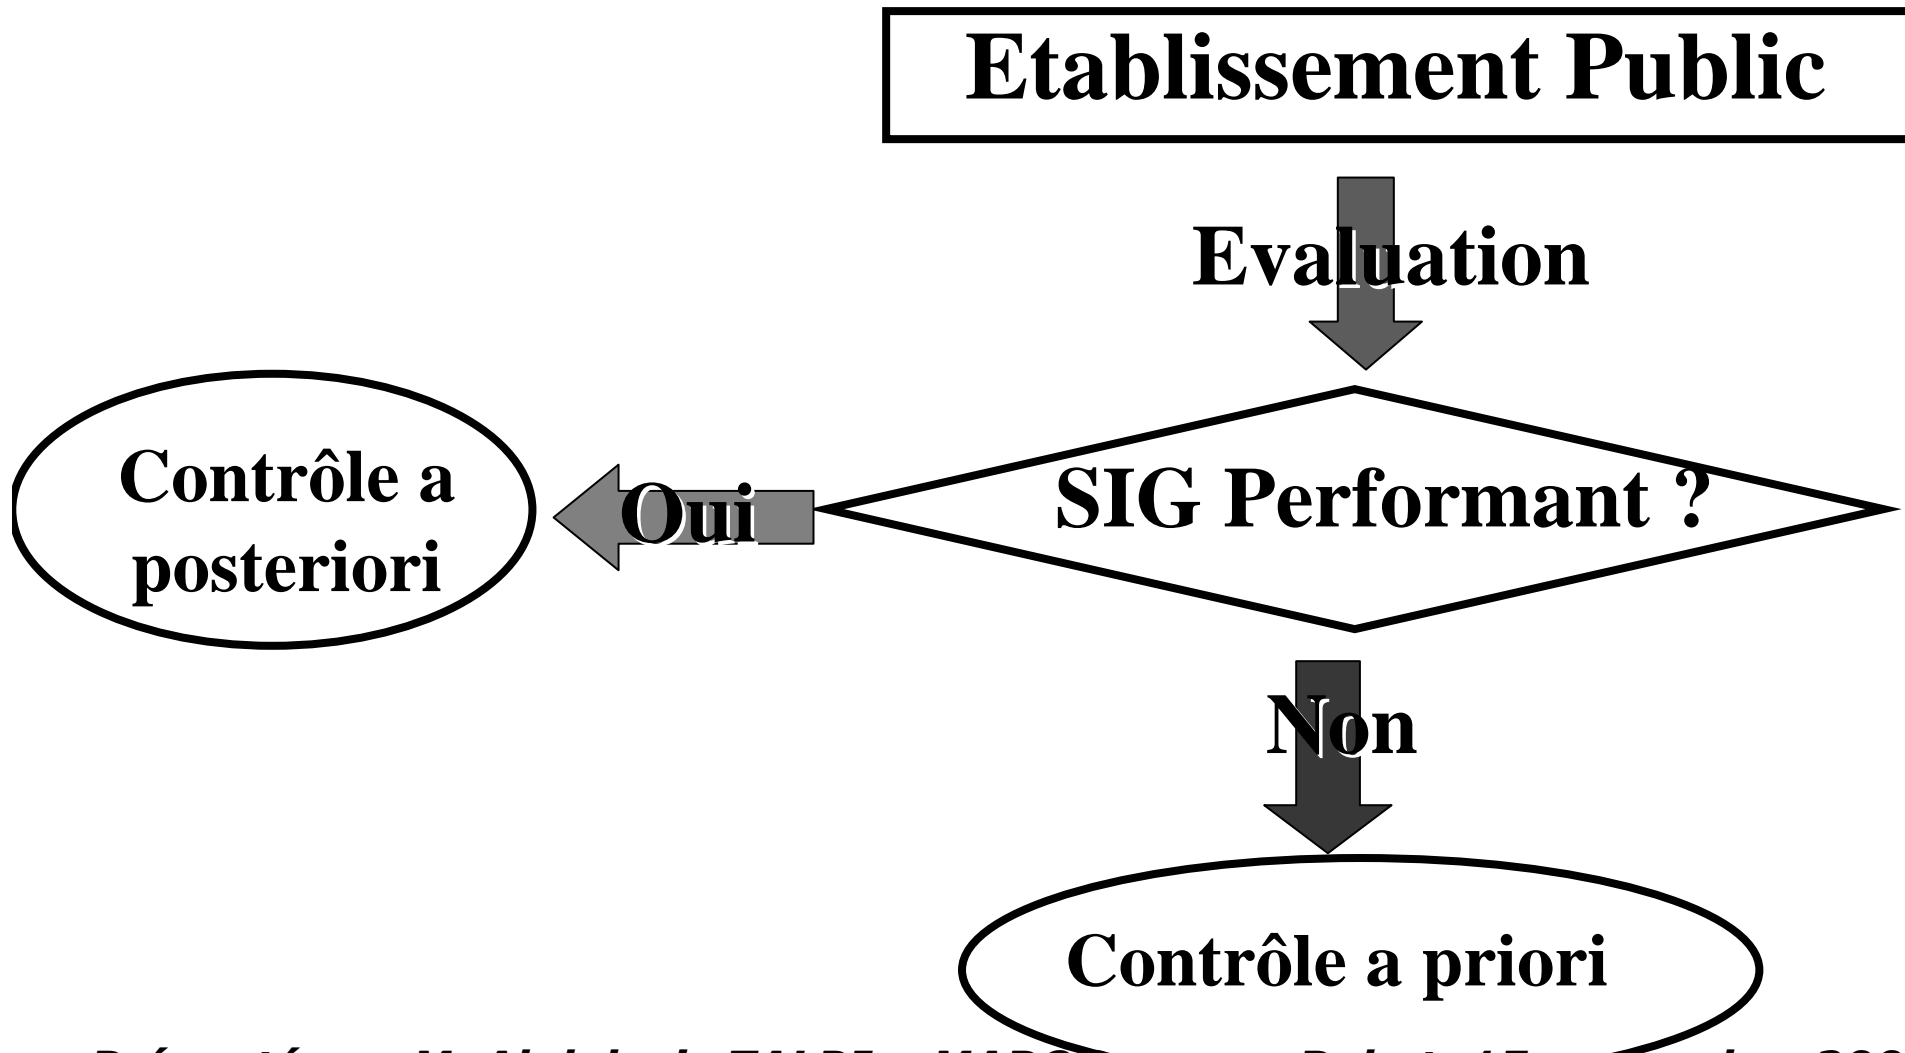 Etablissement Public
Evaluation
SIG Performant ?
Oui
Contrôle a
posteriori
Non
Contrôle a priori